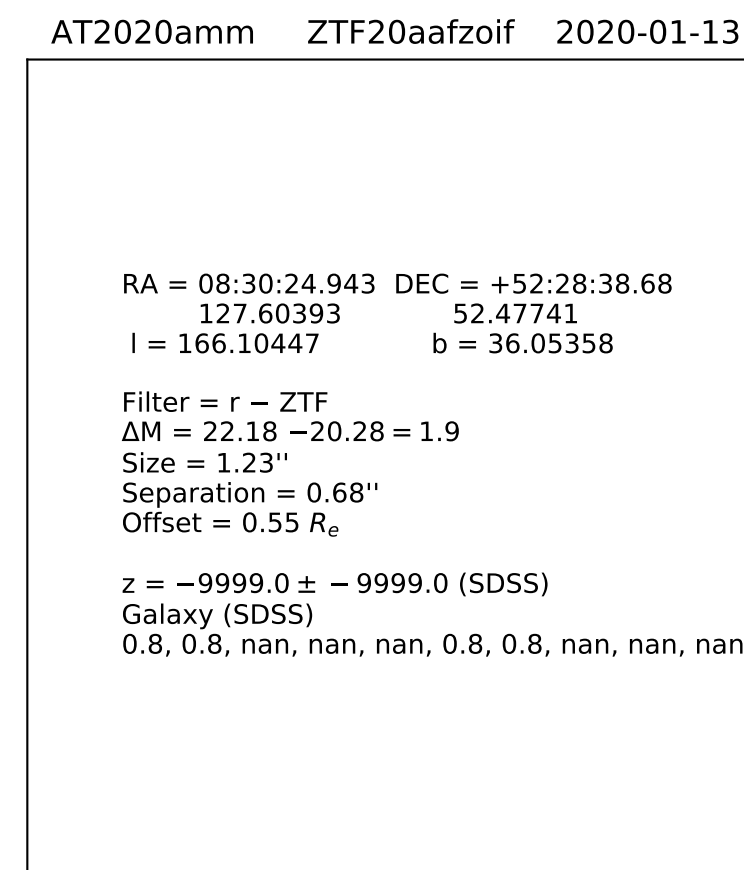 AT2020amm ZTF20aafzoif 2020-01-13
RA = 08:30:24.943 DEC = +52:28:38.68
127.60393 52.47741
l = 166.10447 b = 36.05358
Filter = r − ZTF
ΔM = 22.18 −20.28 = 1.9
Size = 1.23''
Separation = 0.68''
Offset = 0.55 Re
z = −9999.0 ± −9999.0 (SDSS)
Galaxy (SDSS)
0.8, 0.8, nan, nan, nan, 0.8, 0.8, nan, nan, nan